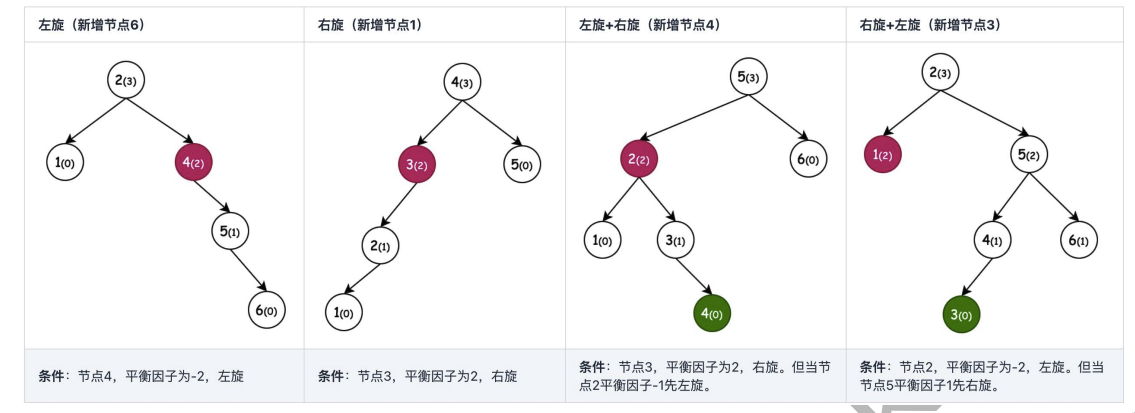 左旋（新增节点6）
右旋（新增节点1）
左旋+右旋（新增节点4）
右旋+左旋（新增节点3）
2(3)
1(0)
4(2)
5(1)
6(0)
4(3)
3(2)
5(0)
2(1)
1(0)
5(3)
2(2)
6(0)
1(0)
3(1)
4(0)
2(3)
1(2)
5(2)
4(1)
6(1)
3(0)
条件：节点4，平衡因子为-2，左旋
条件：节点3，平衡因子为2，右旋
条件：节点3，平衡因子为2，右旋。但当节
点2平衡因子-1先左旋。
条件：节点2，平衡因子为-2，左旋。但当
节点5平衡因子1先右旋。